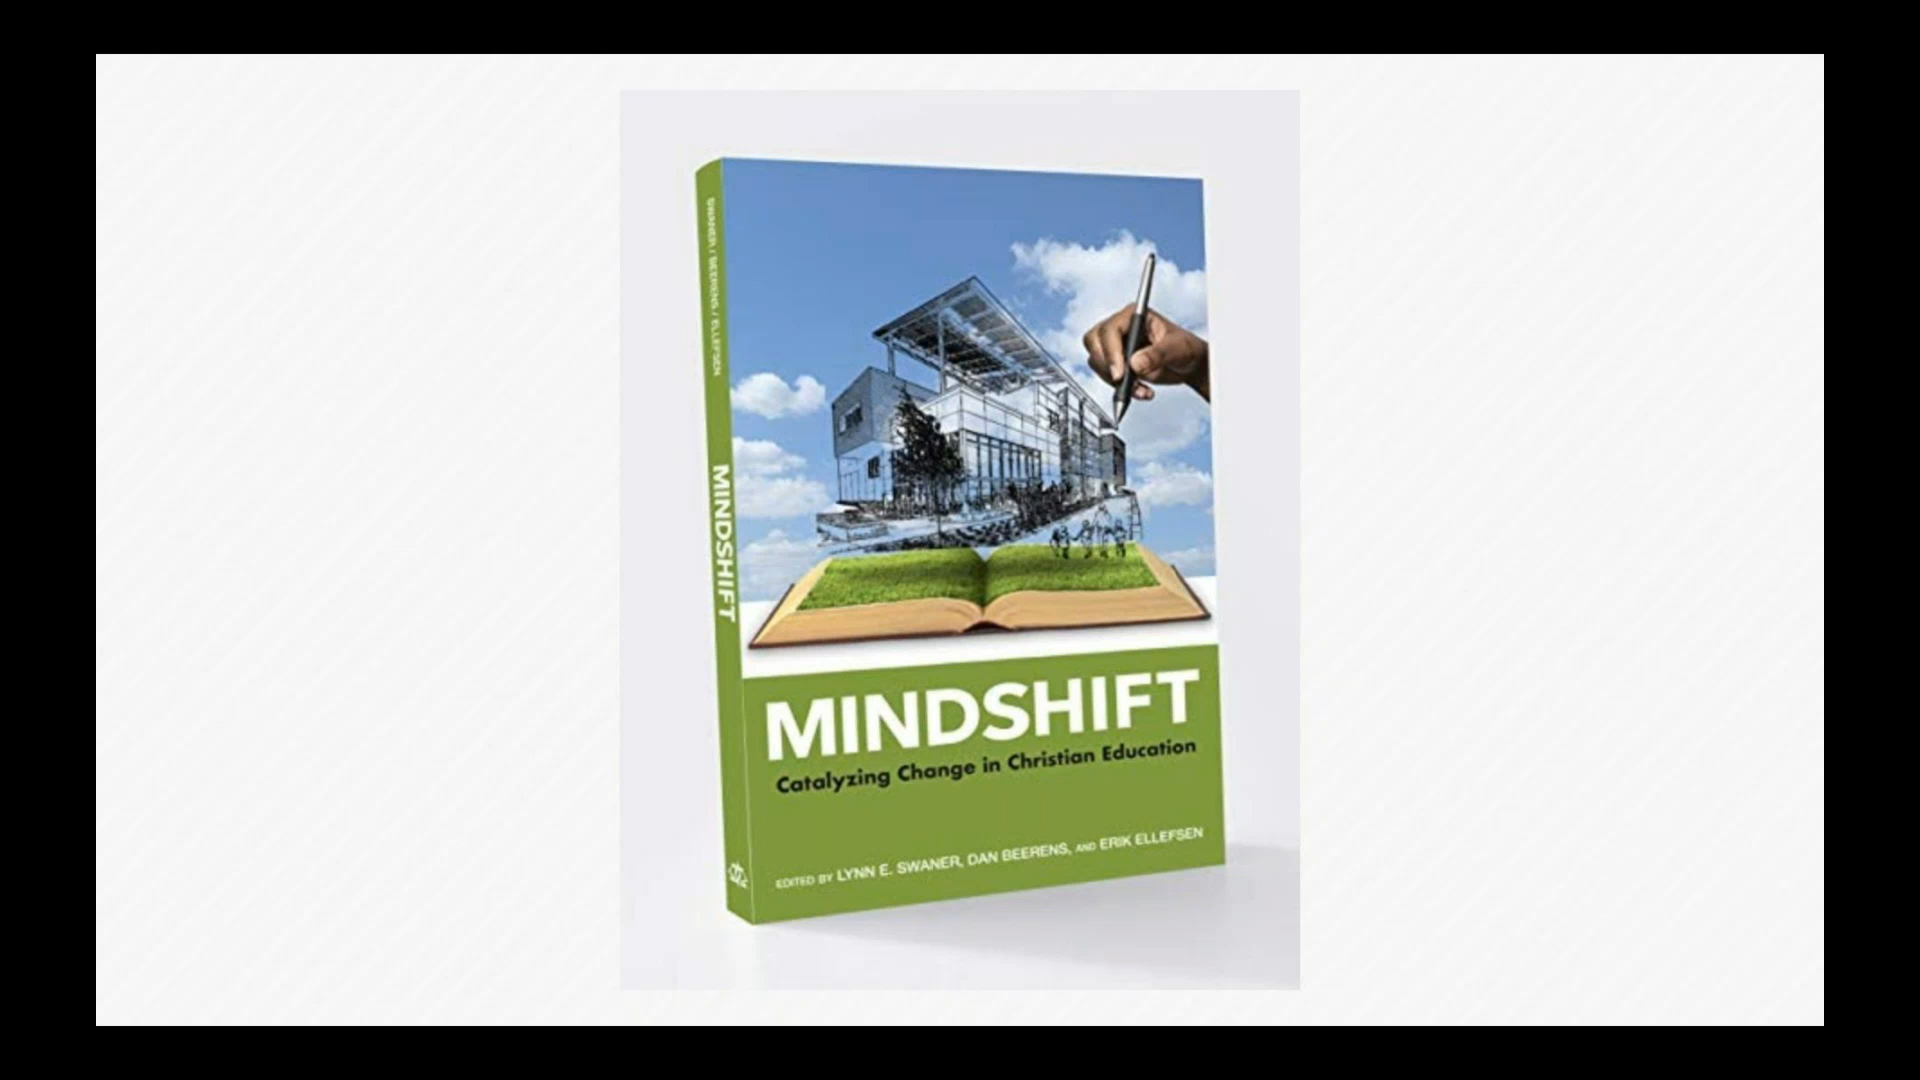 SWANER / BEERENS / ELLEFSEN
MINDSHIFT
MINDSHIFT
Catalyzing Change in Christian Education
EDITED BY LYNN E. SWANER, DAN BEERENS, AND ERIK ELLEFSEN